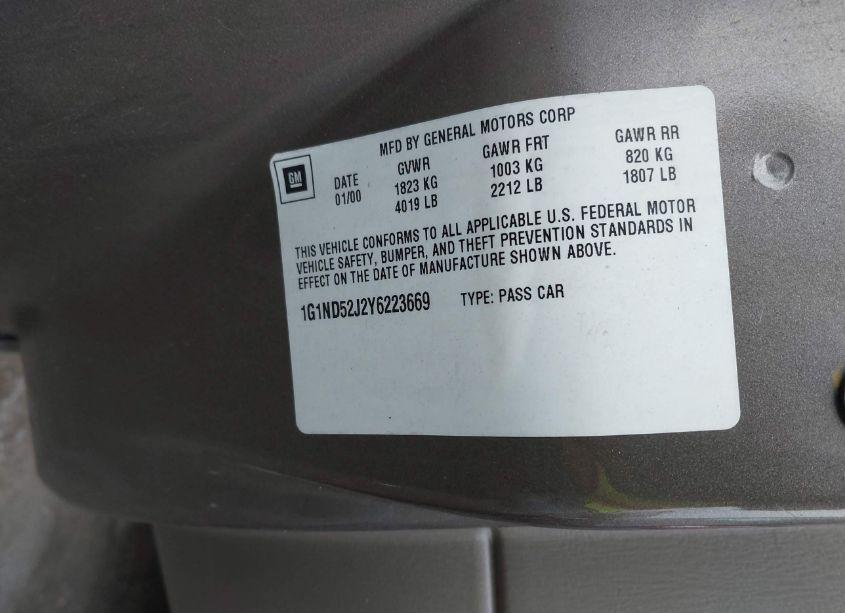 MFD BY GENERAL MOTORS CORP
GM
DATE GVWR GAWR FRT GAWR RR
01/00 1823 KG 1003 KG 820 KG
4019 LB 2212 LB 1807 LB
THIS VEHICLE CONFORMS TO ALL APPLICABLE U.S. FEDERAL MOTOR
VEHICLE SAFETY, BUMPER, AND THEFT PREVENTION STANDARDS IN
EFFECT ON THE DATE OF MANUFACTURE SHOWN ABOVE.
1G1ND52J2Y6223669 TYPE: PASS CAR